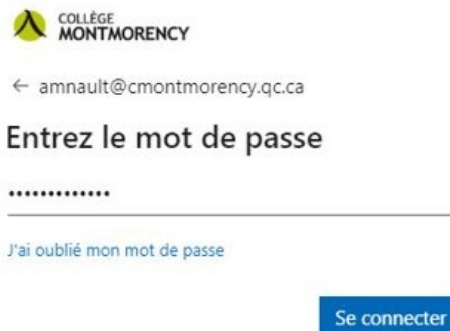 COLLÈGE
MONTMORENCY
← amnault@cmontmorency.qc.ca
Entrez le mot de passe
•••••••••••••
J'ai oublié mon mot de passe
Se connecter